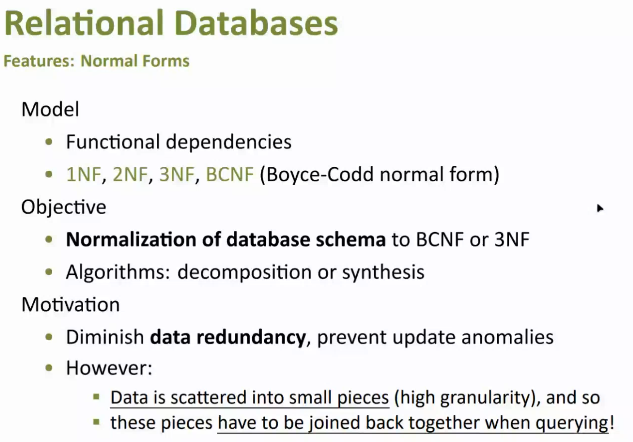 Relational Databases
Features: Normal Forms
Model
• Functional dependencies
• 1NF, 2NF, 3NF, BCNF (Boyce-Codd normal form)
Objective
• Normalization of database schema to BCNF or 3NF
• Algorithms: decomposition or synthesis
Motivation
• Diminish data redundancy, prevent update anomalies
• However:
▪ Data is scattered into small pieces (high granularity), and so
▪ these pieces have to be joined back together when querying!